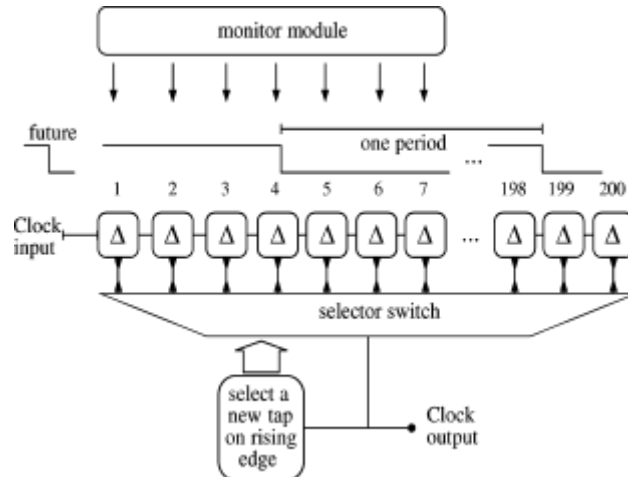 monitor module
future
one period
...
1 2 3 4 5 6 7 198 199 200
Clock
input
Δ Δ Δ Δ Δ Δ Δ ... Δ Δ Δ
selector switch
select a
new tap
on rising
edge
Clock
output